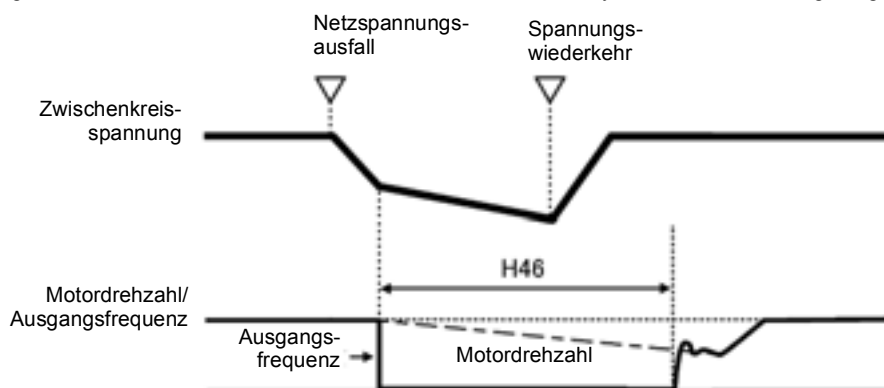 Netzspannungs-
ausfall
Spannungs-
wiederkehr
Zwischenkreis-
spannung
H46
Motordrehzahl/
Ausgangsfrequenz
Ausgangs-
frequenz
Motordrehzahl